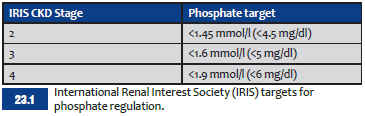 IRIS CKD Stage Phosphate target
2 <1.45 mmol/l (<4.5 mg/dl)
3 <1.6 mmol/l (<5 mg/dl)
4 <1.9 mmol/l (<6 mg/dl)
23.1 International Renal Interest Society (IRIS) targets for
phosphate regulation.